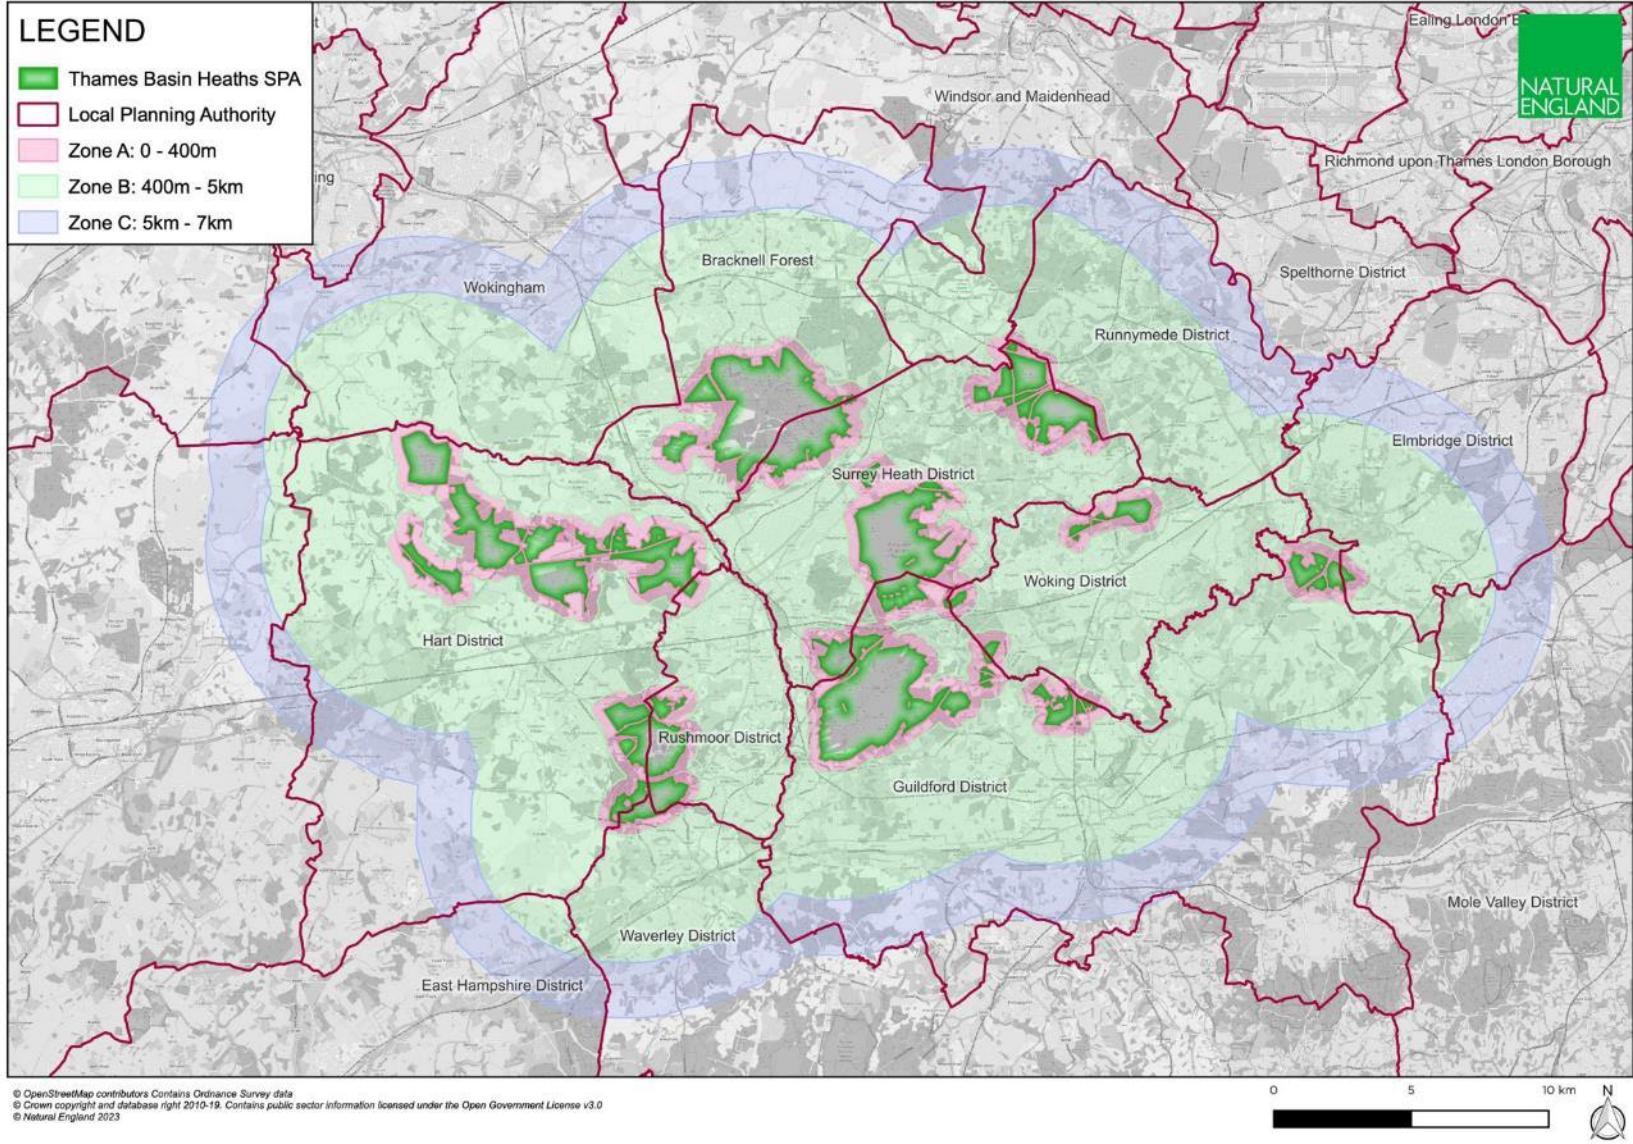 LEGEND
Thames Basin Heaths SPA
Local Planning Authority
Zone A: 0 - 400m
Zone B: 400m - 5km
Zone C: 5km - 7km
Ealing London
NATURAL
ENGLAND
Windsor and Maidenhead
Richmond upon Thames London Borough
ing
Bracknell Forest
Spelthorne District
Wokingham
Runnymede District
Elmbridge District
Surrey Heath District
Woking District
Hart District
Rushmoor District
Guildford District
Mole Valley District
Waverley District
East Hampshire District
© OpenStreetMap contributors Contains Ordnance Survey data
© Crown copyright and database right 2010-19. Contains public sector information licensed under the Open Government License v3.0
© Natural England 2023
0 5 10 km N